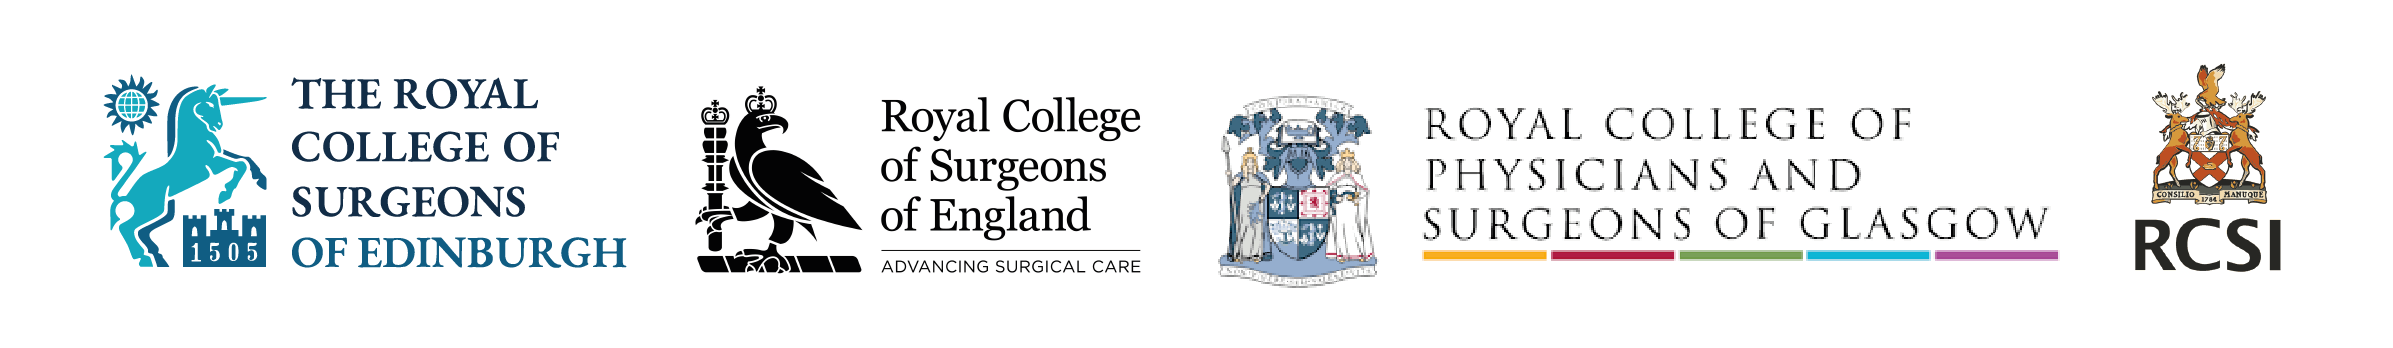 THE ROYAL
COLLEGE OF
SURGEONS
OF EDINBURGH
1505
Royal College
of Surgeons
of England
ADVANCING SURGICAL CARE
ROYAL COLLEGE OF
PHYSICIANS AND
SURGEONS OF GLASGOW
CONSILIO MANUQUE
1784
RCSI